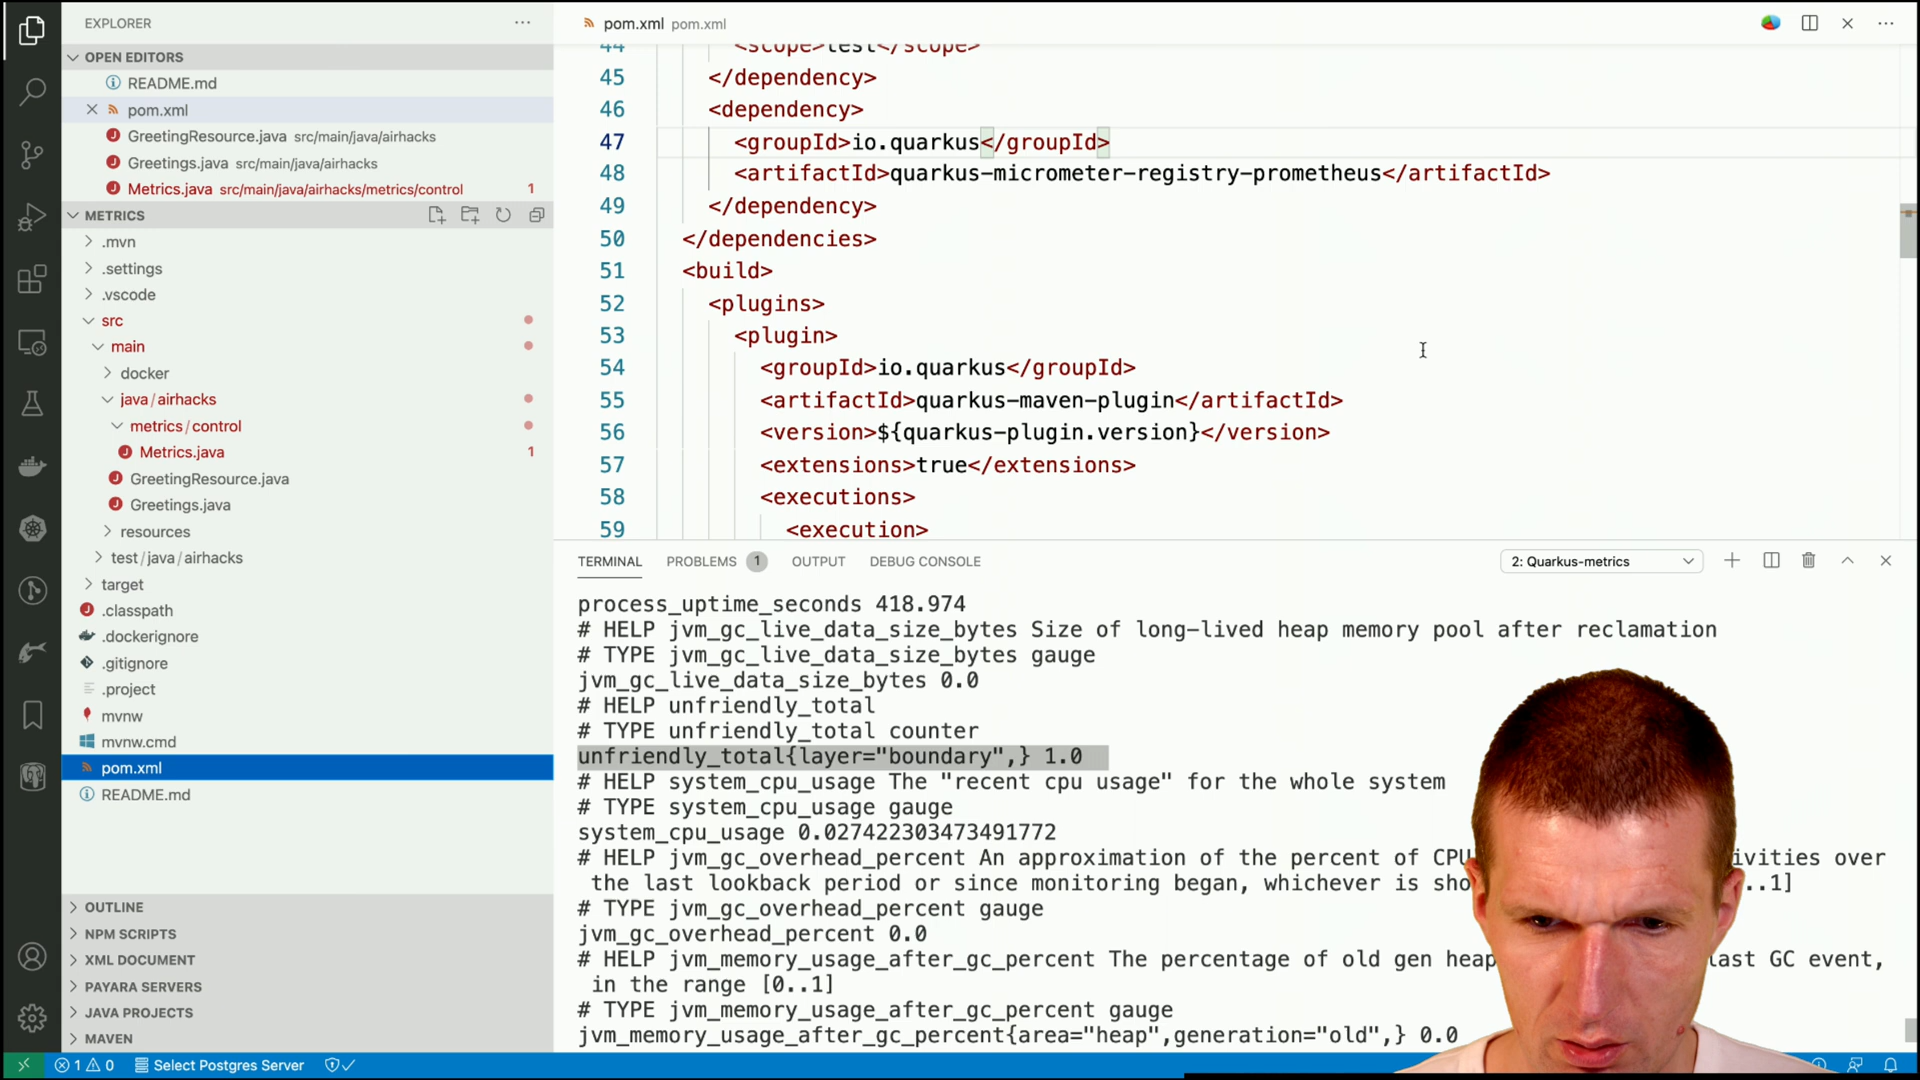 EXPLORER
OPEN EDITORS
README.md
pom.xml
GreetingResource.java src/main/java/airhacks
Greetings.java src/main/java/airhacks
Metrics.java src/main/java/airhacks/metrics/control 1
METRICS
.mvn
.settings
.vscode
src
main
docker
java/airhacks
metrics/control
Metrics.java 1
GreetingResource.java
Greetings.java
resources
test/java/airhacks
target
.classpath
.dockerignore
.gitignore
.project
mvnw
mvnw.cmd
pom.xml
README.md
OUTLINE
NPM SCRIPTS
XML DOCUMENT
PAYARA SERVERS
JAVA PROJECTS
MAVEN
pom.xml pom.xml
44 <scope>test</scope>
45 </dependency>
46 <dependency>
47 <groupId>io.quarkus</groupId>
48 <artifactId>quarkus-micrometer-registry-prometheus</artifactId>
49 </dependency>
50 </dependencies>
51 <build>
52 <plugins>
53 <plugin>
54 <groupId>io.quarkus</groupId>
55 <artifactId>quarkus-maven-plugin</artifactId>
56 <version>${quarkus-plugin.version}</version>
57 <extensions>true</extensions>
58 <executions>
59 <execution>
TERMINAL PROBLEMS 1 OUTPUT DEBUG CONSOLE 2: Quarkus-metrics
process_uptime_seconds 418.974
# HELP jvm_gc_live_data_size_bytes Size of long-lived heap memory pool after reclamation
# TYPE jvm_gc_live_data_size_bytes gauge
jvm_gc_live_data_size_bytes 0.0
# HELP unfriendly_total
# TYPE unfriendly_total counter
unfriendly_total{layer="boundary",} 1.0
# HELP system_cpu_usage The "recent cpu usage" for the whole system
# TYPE system_cpu_usage gauge
system_cpu_usage 0.027422303473491772
# HELP jvm_gc_overhead_percent An approximation of the percent of CPU ivities over
the last lookback period or since monitoring began, whichever is sho ..1]
# TYPE jvm_gc_overhead_percent gauge
jvm_gc_overhead_percent 0.0
# HELP jvm_memory_usage_after_gc_percent The percentage of old gen heap last GC event,
in the range [0..1]
# TYPE jvm_memory_usage_after_gc_percent gauge
jvm_memory_usage_after_gc_percent{area="heap",generation="old",} 0.0
1 0 Select Postgres Server